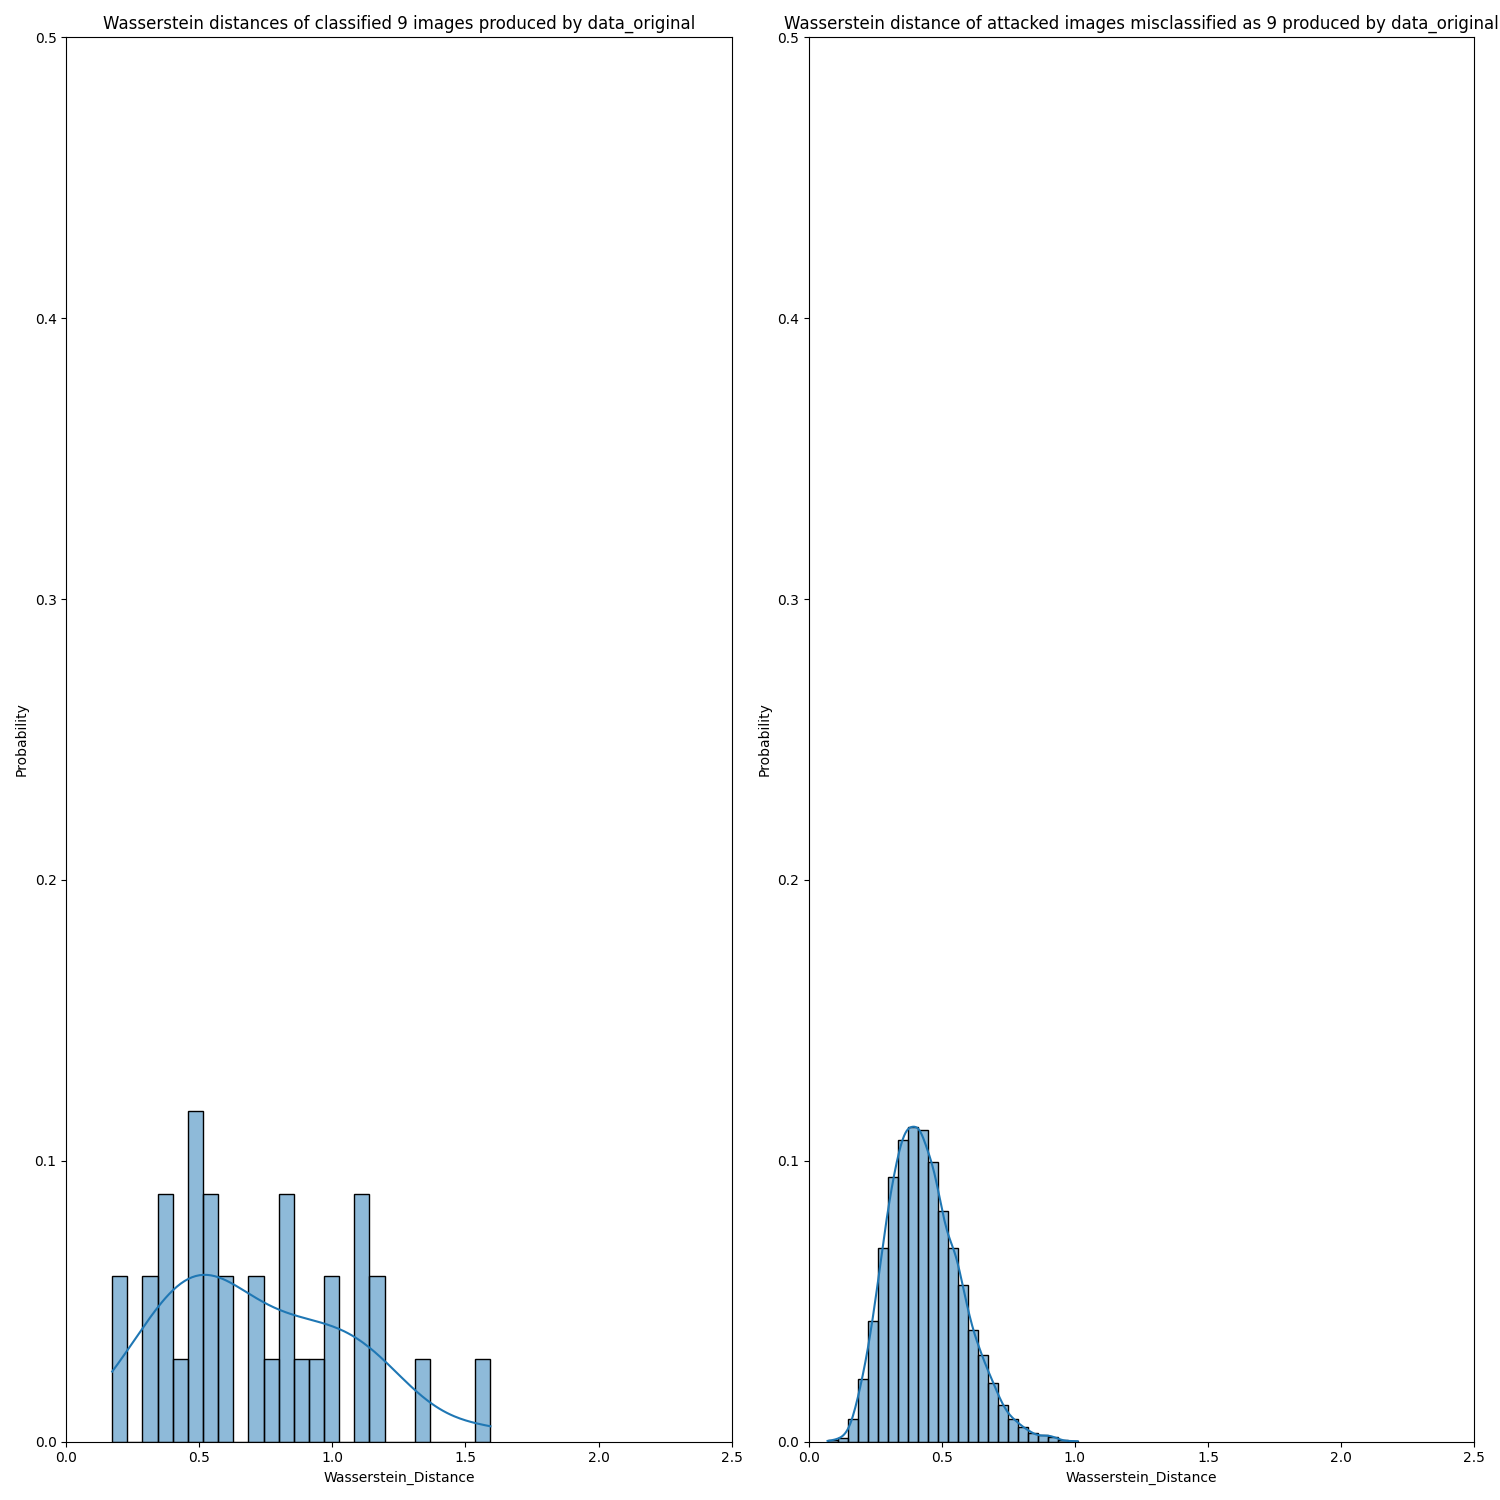 Wasserstein distances of classified 9 images produced by data_original
0.5
0.4
0.3
0.2
0.1
0.0
Probability
0.0 0.5 1.0 1.5 2.0 2.5
Wasserstein_Distance
Wasserstein distance of attacked images misclassified as 9 produced by data_original
0.5
0.4
0.3
0.2
0.1
0.0
Probability
0.0 0.5 1.0 1.5 2.0 2.5
Wasserstein_Distance